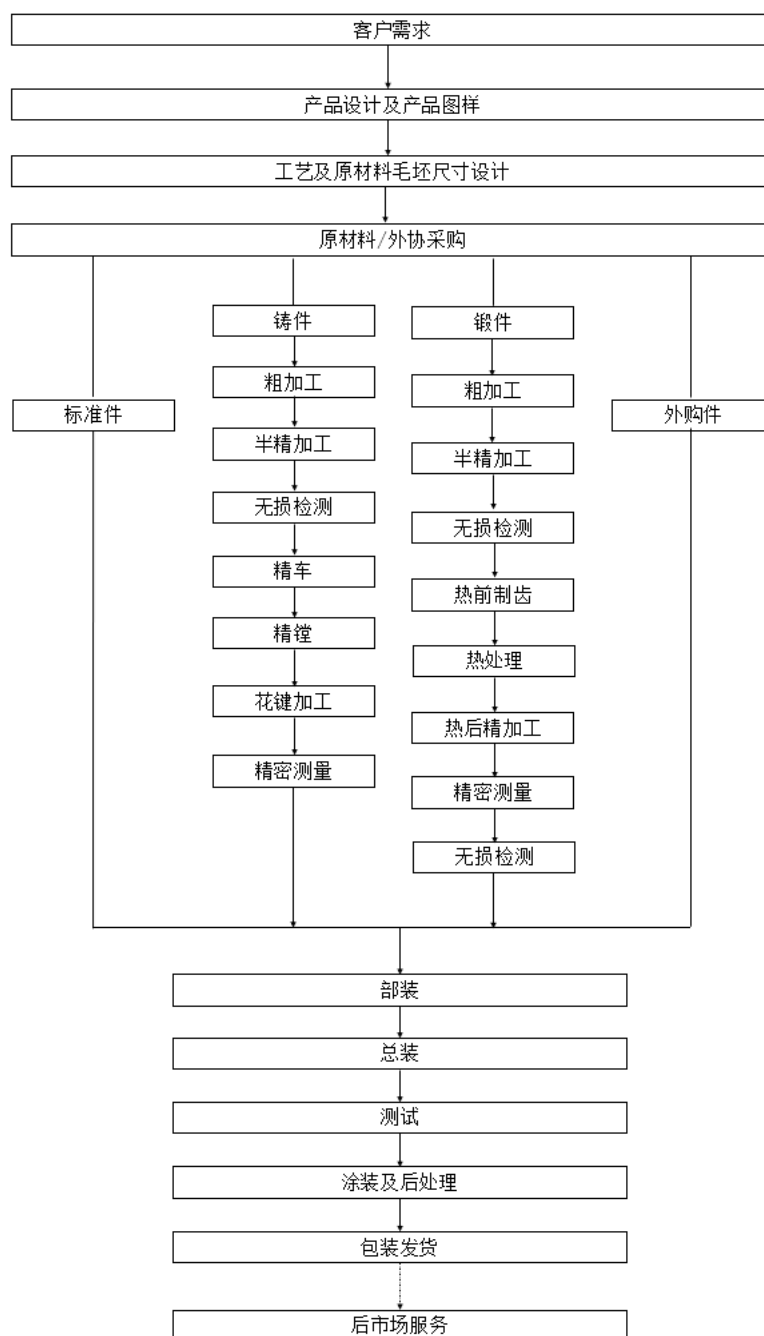 客户需求
产品设计及产品图样
工艺及原材料毛坯尺寸设计
原材料/外协采购
标准件
铸件
粗加工
半精加工
无损检测
精车
精镗
花键加工
精密测量
锻件
粗加工
半精加工
无损检测
热前制齿
热处理
热后精加工
精密测量
无损检测
外购件
部装
总装
测试
涂装及后处理
包装发货
后市场服务